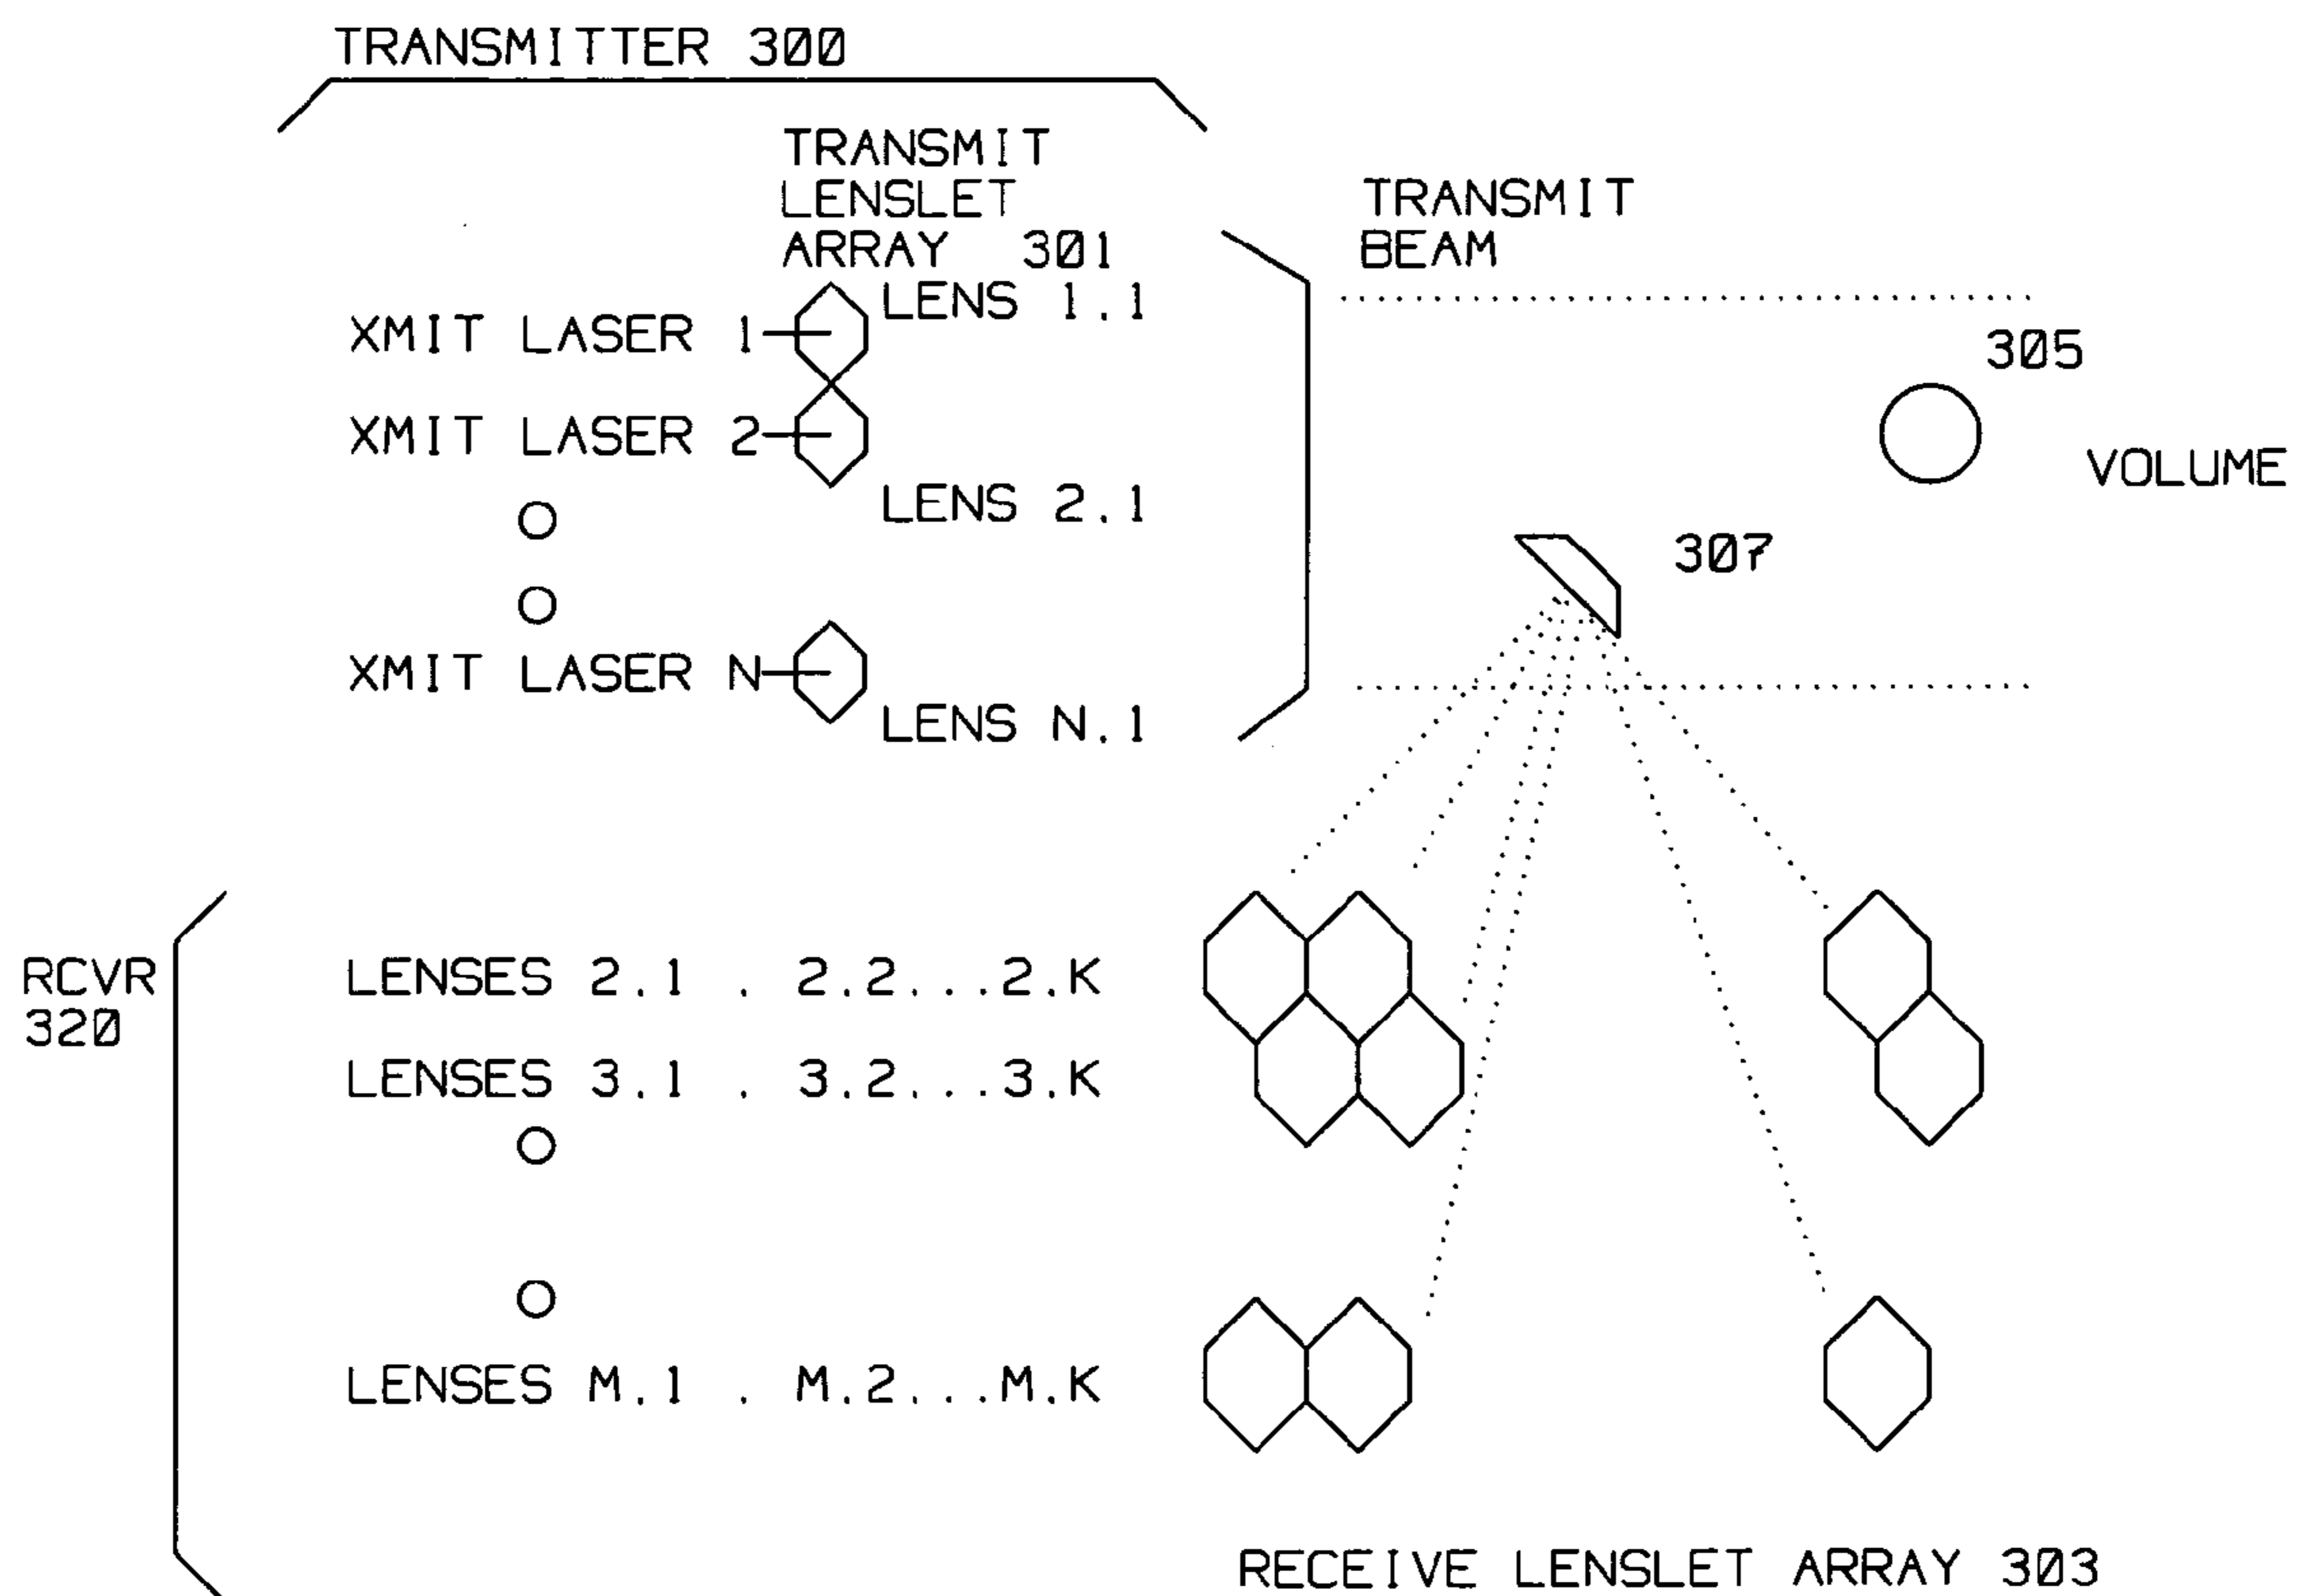 TRANSMITTER 300
TRANSMIT
LENSLET
ARRAY 301
TRANSMIT
BEAM
LENS 1.1
XMIT LASER 1
305
XMIT LASER 2
VOLUME
LENS 2.1
307
XMIT LASER N
LENS N.1
RCVR
320
LENSES 2.1 . 2.2...2.K
LENSES 3.1 . 3.2...3.K
LENSES M.1 . M.2...M.K
RECEIVE LENSLET ARRAY 303